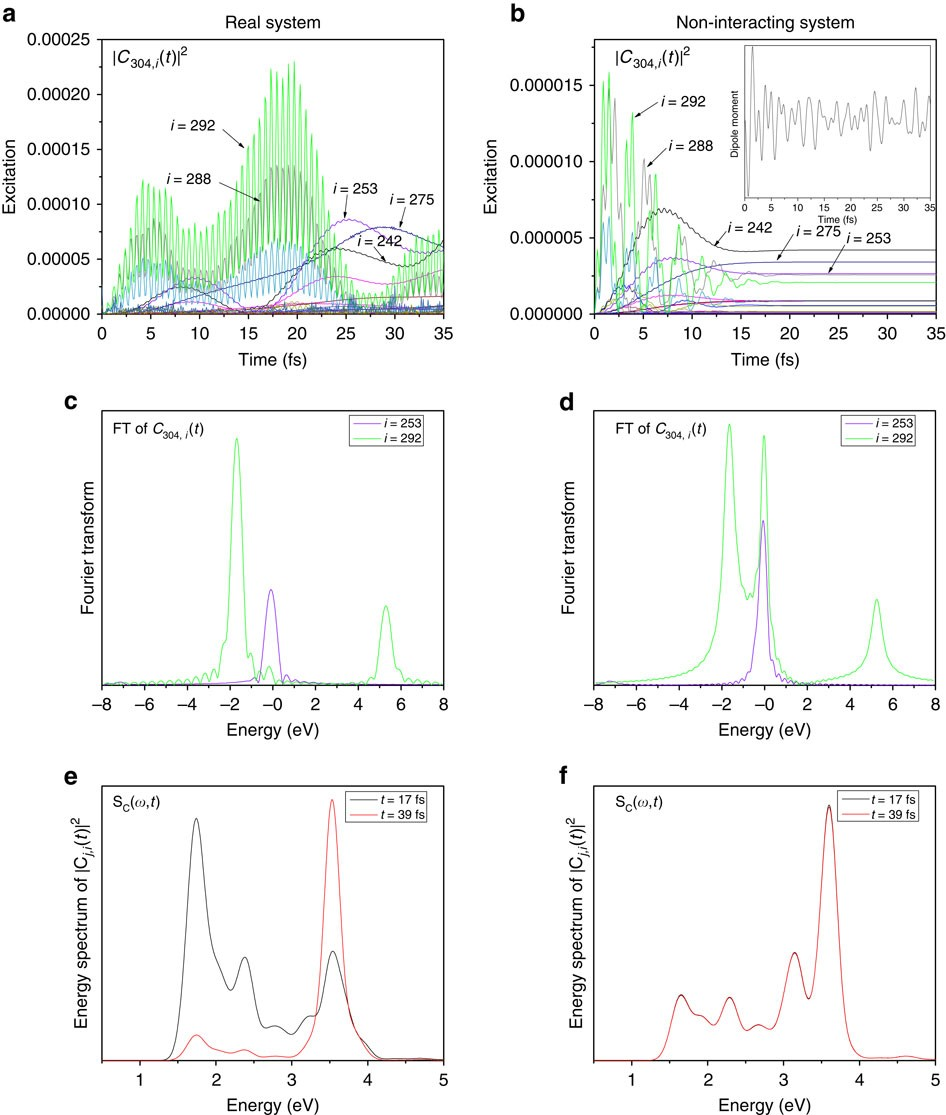 a
Real system
|C304,i(t)|2
0.00025
0.00020
0.00015
0.00010
0.00005
0.00000
Excitation
i = 292
i = 288
i = 253
i = 275
i = 242
0 5 10 15 20 25 30 35
Time (fs)
b
Non-interacting system
|C304,i(t)|2
0.000015
0.000010
0.000005
0.000000
Excitation
i = 292
i = 288
i = 242
i = 275
i = 253
Dipole moment
0 5 10 15 20 25 30 35
Time (fs)
0 5 10 15 20 25 30 35
Time (fs)
c
FT of C304, i(t)
i = 253
i = 292
Fourier transform
–8 –6 –4 –2 –0 2 4 6 8
Energy (eV)
d
FT of C304, i(t)
i = 253
i = 292
Fourier transform
–8 –6 –4 –2 –0 2 4 6 8
Energy (eV)
e
SC(ω,t)
t = 17 fs
t = 39 fs
Energy spectrum of |Cj,i(t)|2
1 2 3 4 5
Energy (eV)
f
SC(ω,t)
t = 17 fs
t = 39 fs
Energy spectrum of |Cj,i(t)|2
1 2 3 4 5
Energy (eV)